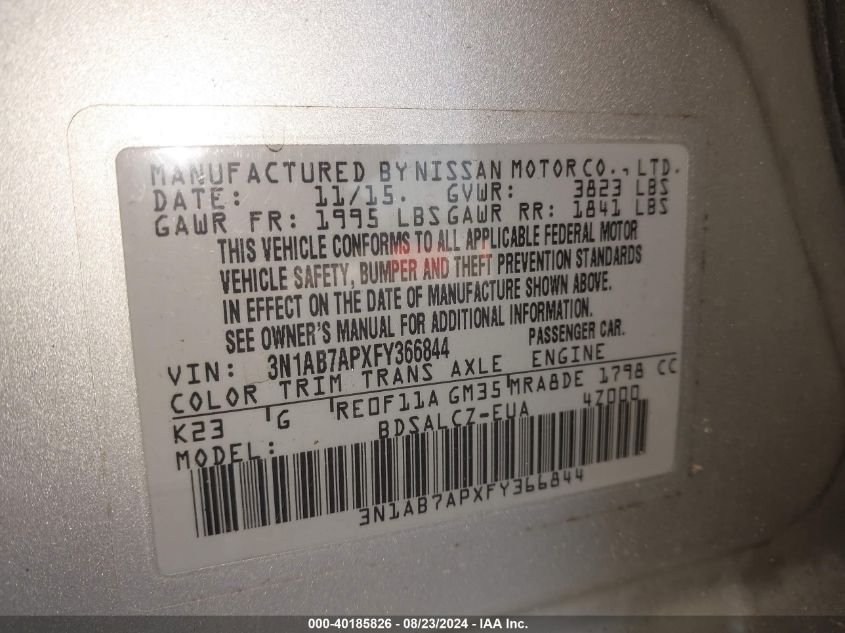 MANUFACTURED BY NISSAN MOTOR CO., LTD.
DATE: 11/15. GVWR: 3823 LBS
GAWR FR: 1995 LBS GAWR RR: 1841 LBS
THIS VEHICLE CONFORMS TO ALL APPLICABLE FEDERAL MOTOR
VEHICLE SAFETY, BUMPER AND THEFT PREVENTION STANDARDS
IN EFFECT ON THE DATE OF MANUFACTURE SHOWN ABOVE.
SEE OWNER'S MANUAL FOR ADDITIONAL INFORMATION.
VIN: 3N1AB7APXFY366844 PASSENGER CAR.
COLOR TRIM TRANS AXLE ENGINE
K23 G RE0F11A GM35 MRA8DE 1798 CC
MODEL: BDSALCZ-EUA 4Z000
3N1AB7APXFY366844
000-40185826 - 08/23/2024 - IAA Inc.